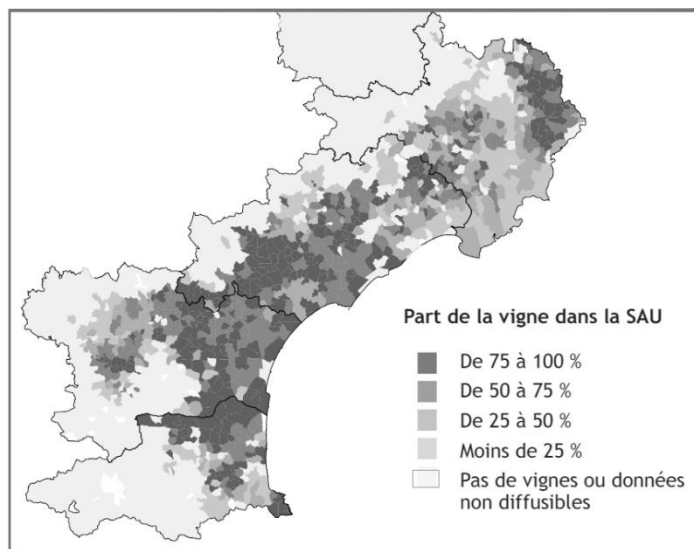 Part de la vigne dans la SAU
De 75 à 100 %
De 50 à 75 %
De 25 à 50 %
Moins de 25 %
Pas de vignes ou données
non diffusibles